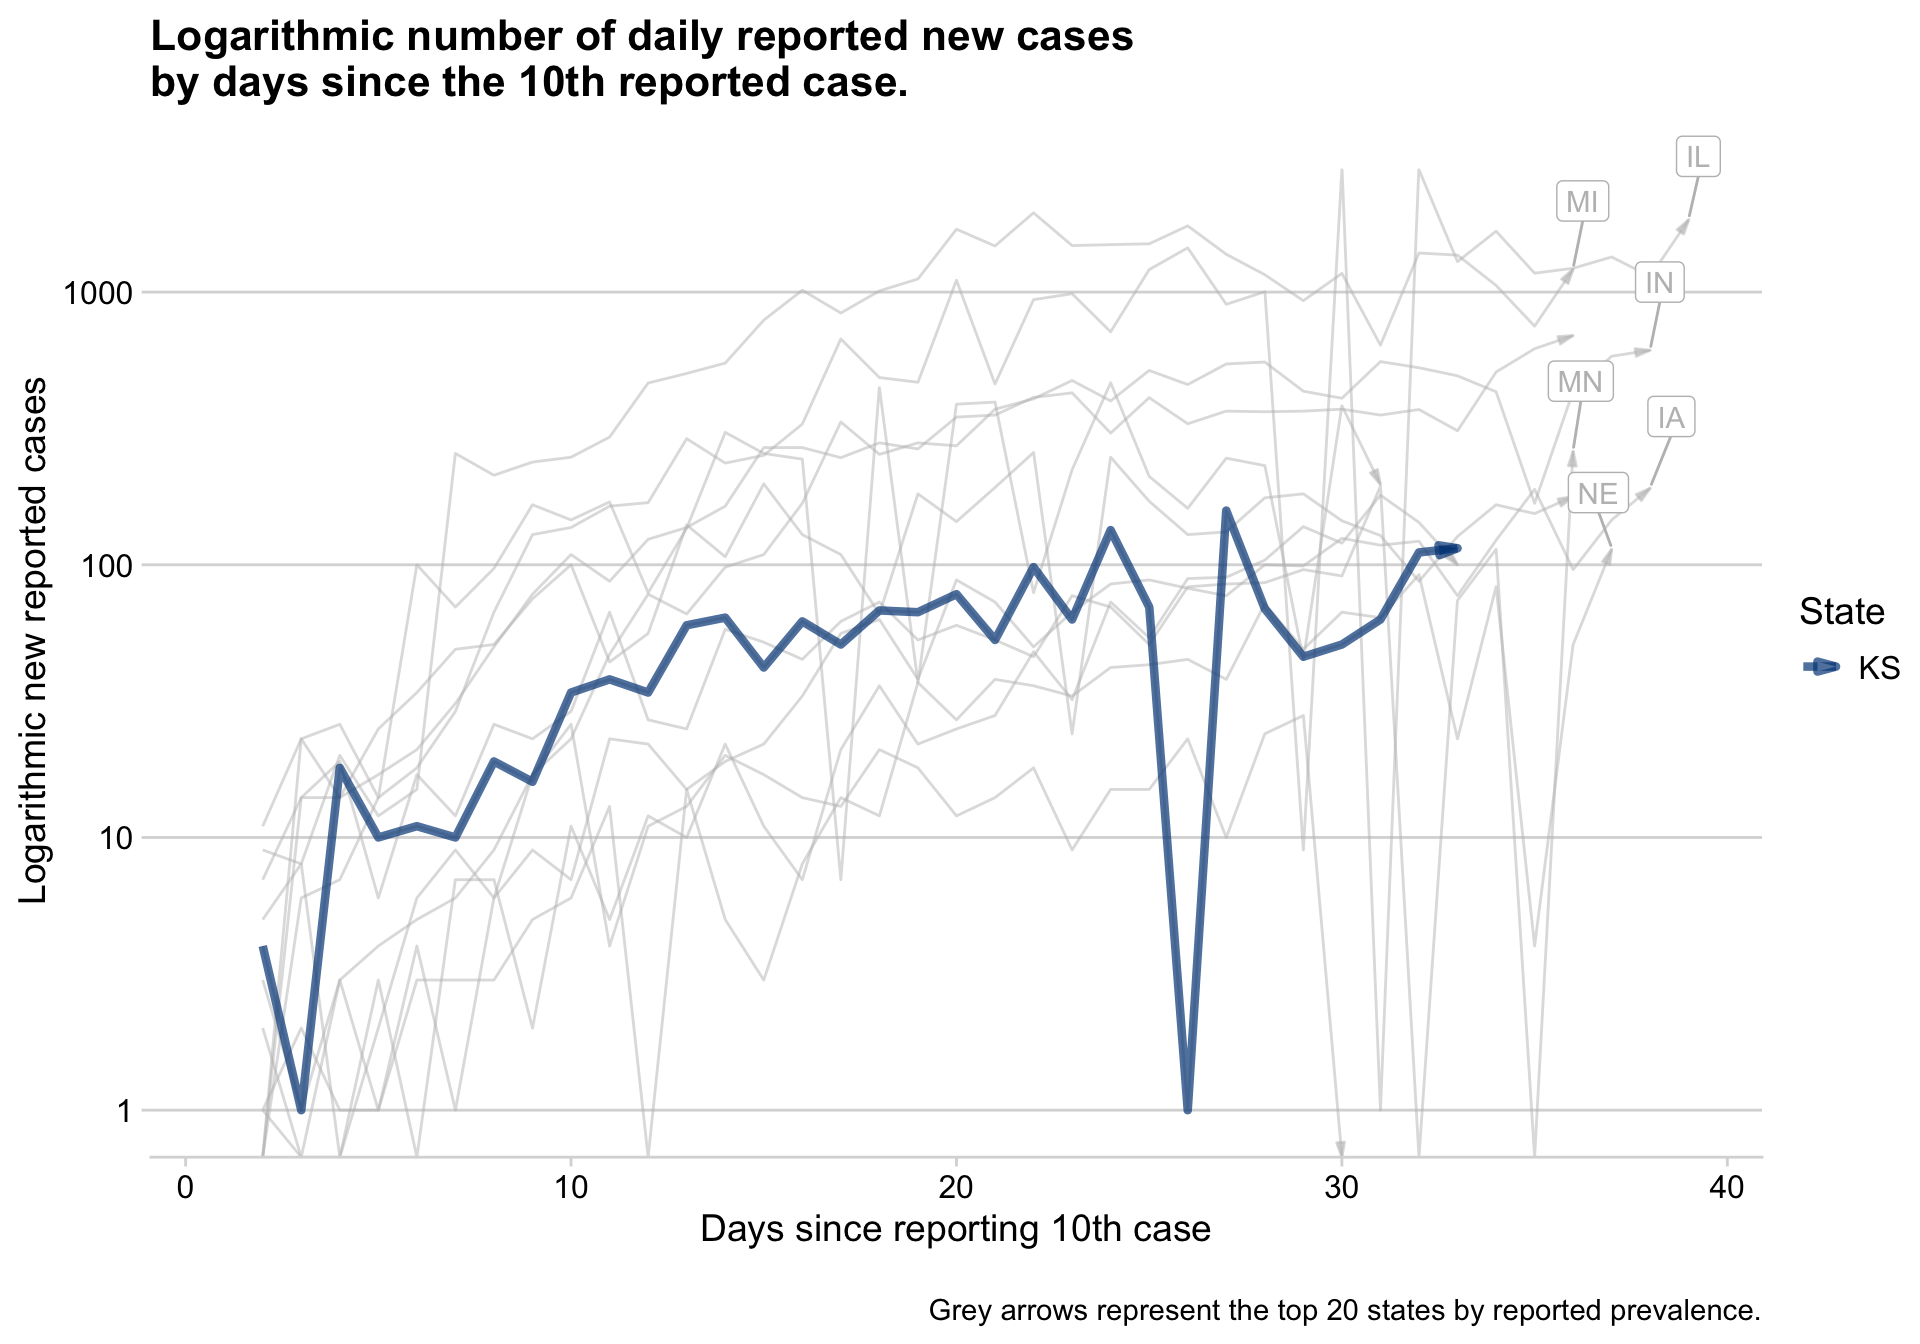 Logarithmic number of daily reported new cases
by days since the 10th reported case.
IL
MI
1000
IN
MN
IA
NE
100
10
1
Logarithmic new reported cases
State
KS
0 10 20 30 40
Days since reporting 10th case
Grey arrows represent the top 20 states by reported prevalence.